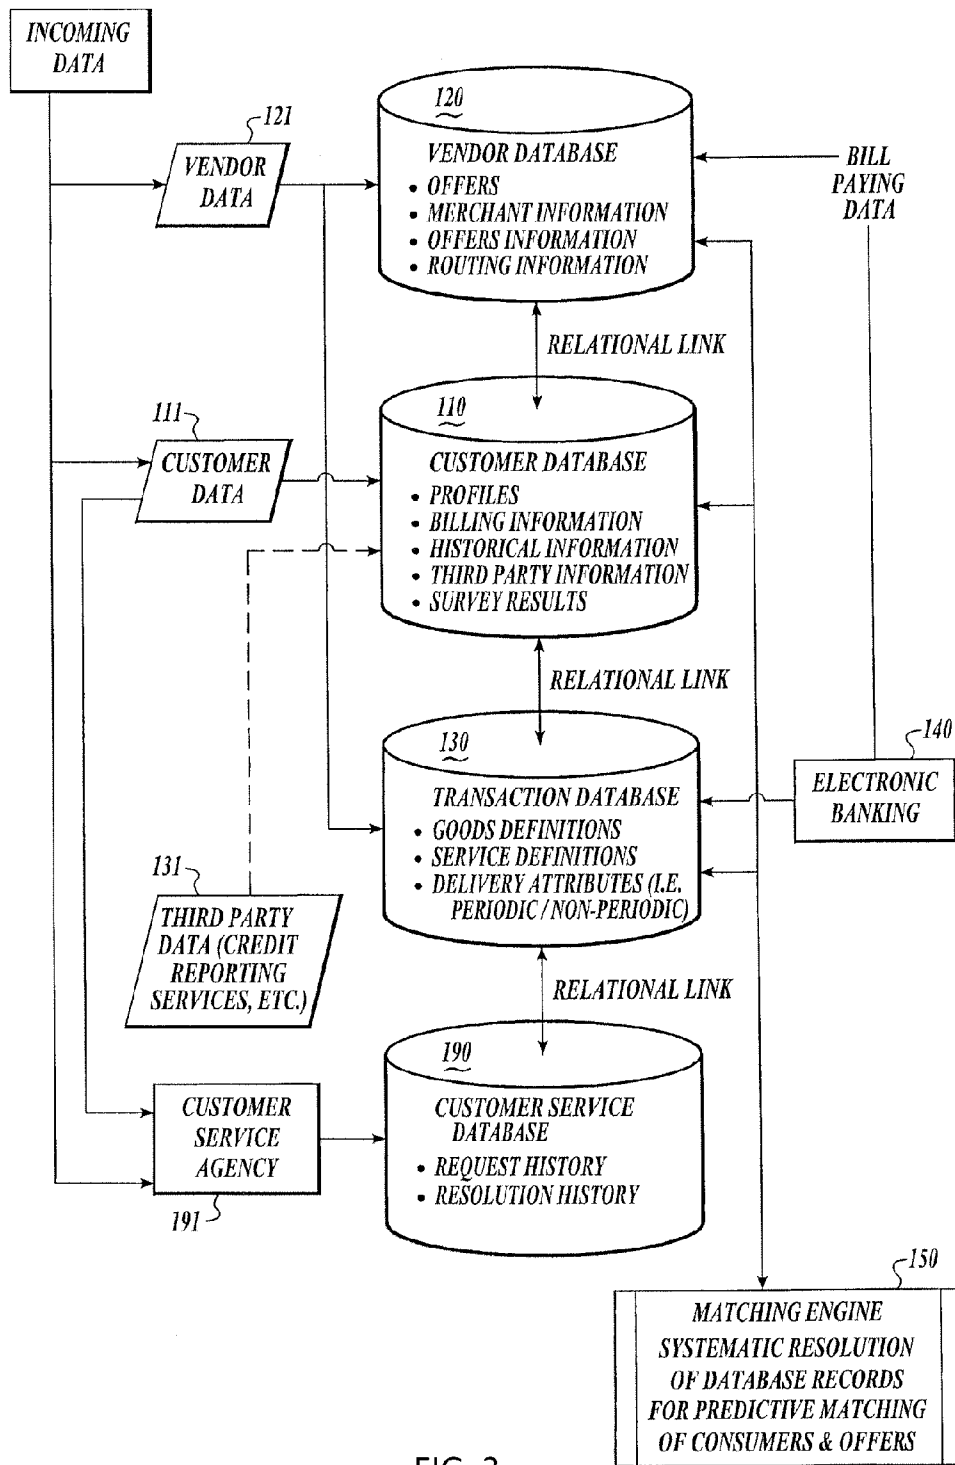 INCOMING
DATA
121
VENDOR
DATA
120
VENDOR DATABASE
• OFFERS
• MERCHANT INFORMATION
• OFFERS INFORMATION
• ROUTING INFORMATION
BILL
PAYING
DATA
RELATIONAL LINK
111
CUSTOMER
DATA
110
CUSTOMER DATABASE
• PROFILES
• BILLING INFORMATION
• HISTORICAL INFORMATION
• THIRD PARTY INFORMATION
• SURVEY RESULTS
RELATIONAL LINK
130
TRANSACTION DATABASE
• GOODS DEFINITIONS
• SERVICE DEFINITIONS
• DELIVERY ATTRIBUTES (I.E.
PERIODIC / NON-PERIODIC)
140
ELECTRONIC
BANKING
131
THIRD PARTY
DATA (CREDIT
REPORTING
SERVICES, ETC.)
RELATIONAL LINK
190
CUSTOMER SERVICE
DATABASE
• REQUEST HISTORY
• RESOLUTION HISTORY
CUSTOMER
SERVICE
AGENCY
191
150
MATCHING ENGINE
SYSTEMATIC RESOLUTION
OF DATABASE RECORDS
FOR PREDICTIVE MATCHING
OF CONSUMERS & OFFERS